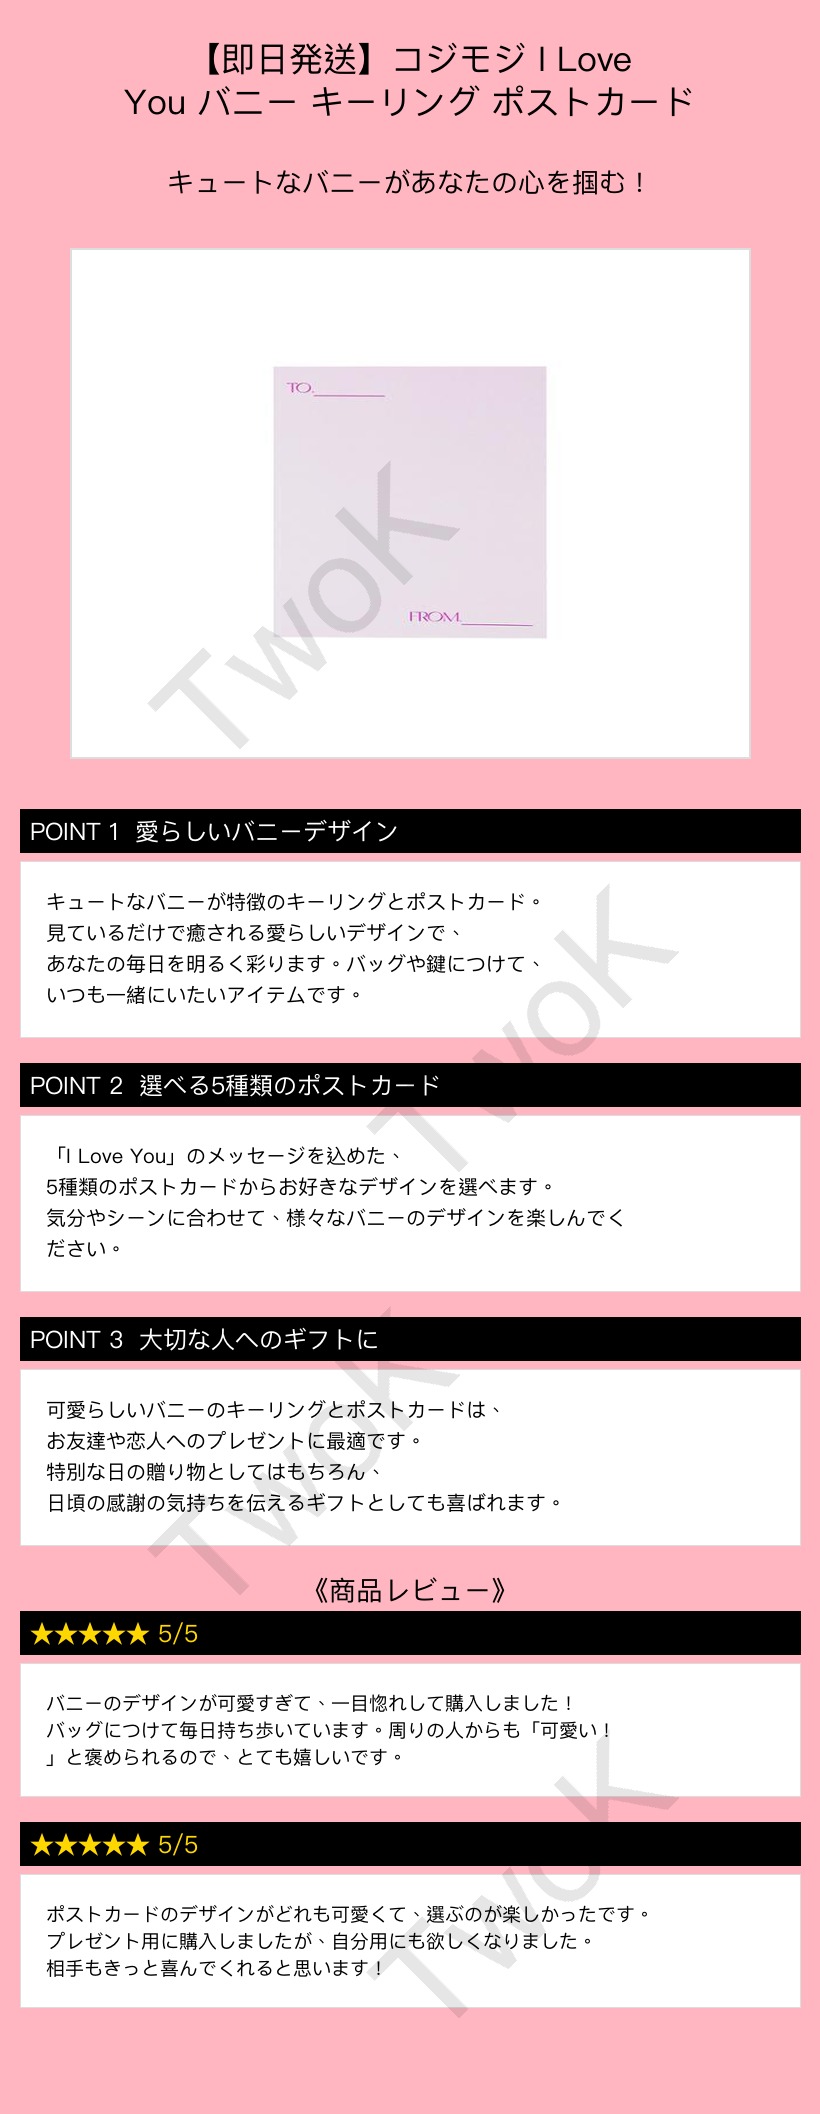 【即日発送】コジモジ I Love
You バニー キーリング ポストカード
キュートなバニーがあなたの心を掴む！
TO.
TwoK
FROM.
POINT 1 愛らしいバニーデザイン
キュートなバニーが特徴のキーリングとポストカード。
見ているだけで癒される愛らしいデザインで、
あなたの毎日を明るく彩ります。バッグや鍵につけて、
いつも一緒にいたいアイテムです。
TwoK
POINT 2 選べる5種類のポストカード
「I Love You」のメッセージを込めた、
5種類のポストカードからお好きなデザインを選べます。
気分やシーンに合わせて、様々なバニーのデザインを楽しんでく
ださい。
POINT 3 大切な人へのギフトに
可愛らしいバニーのキーリングとポストカードは、
お友達や恋人へのプレゼントに最適です。
特別な日の贈り物としてはもちろん、
日頃の感謝の気持ちを伝えるギフトとしても喜ばれます。
TwoK
《商品レビュー》
★★★★★ 5/5
バニーのデザインが可愛すぎて、一目惚れして購入しました！
バッグにつけて毎日持ち歩いています。周りの人からも「可愛い！
」と褒められるので、とても嬉しいです。
★★★★★ 5/5
ポストカードのデザインがどれも可愛くて、選ぶのが楽しかったです。
プレゼント用に購入しましたが、自分用にも欲しくなりました。
相手もきっと喜んでくれると思います！
TwoK